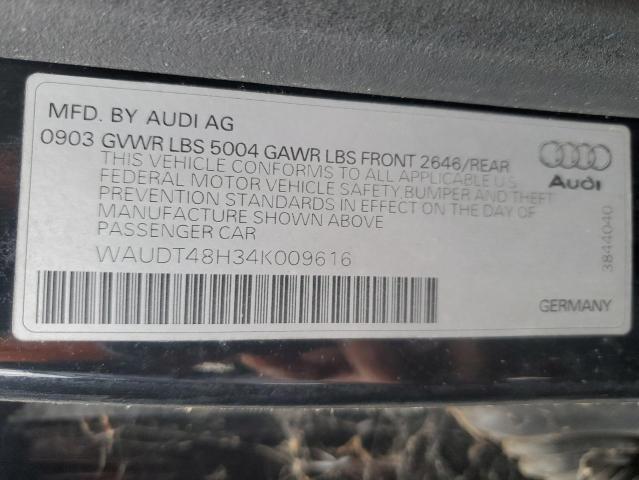 MFD. BY AUDI AG
0903 GVWR LBS 5004 GAWR LBS FRONT 2646/REAR
THIS VEHICLE CONFORMS TO ALL APPLICABLE U.S.
FEDERAL MOTOR VEHICLE SAFETY, BUMPER AND THEFT
PREVENTION STANDARDS IN EFFECT ON THE DAY OF
MANUFACTURE SHOWN ABOVE
PASSENGER CAR
WAUDT48H34K009616
Audi
3844040
GERMANY